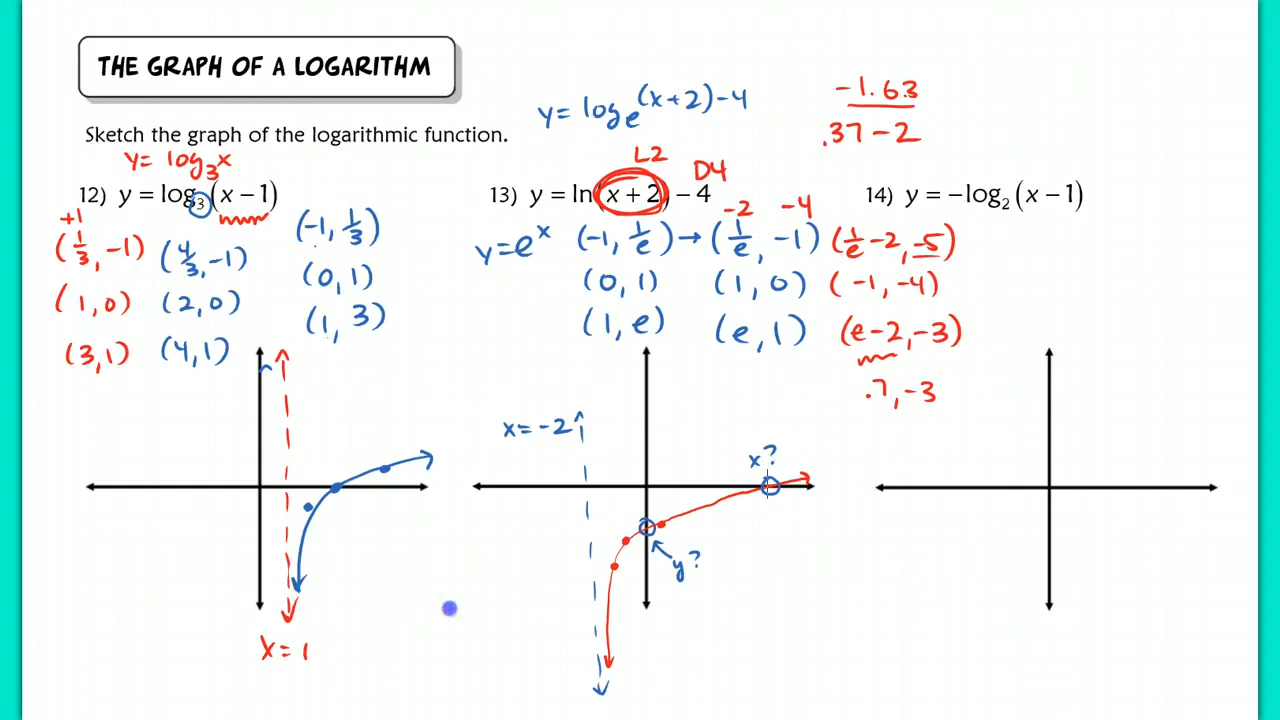 THE GRAPH OF A LOGARITHM
y = log_e (x+2) - 4
-1.63
.37 - 2
Sketch the graph of the logarithmic function.
y = log_3 x
L2
D4
12) y = log_3 (x - 1)
13) y = ln(x + 2) - 4
14) y = -log_2 (x - 1)
+1
(1/3, -1) (4/3, -1) (-1, 1/3)
(1, 0) (2, 0) (0, 1)
(3, 1) (4, 1) (1, 3)
-2 -4
y = e^x (-1, 1/e) → (1/e, -1) (1/e - 2, -5)
(0, 1) (1, 0) (-1, -4)
(1, e) (e, 1) (e - 2, -3)
.7, -3
x = -2
x?
y?
x = 1